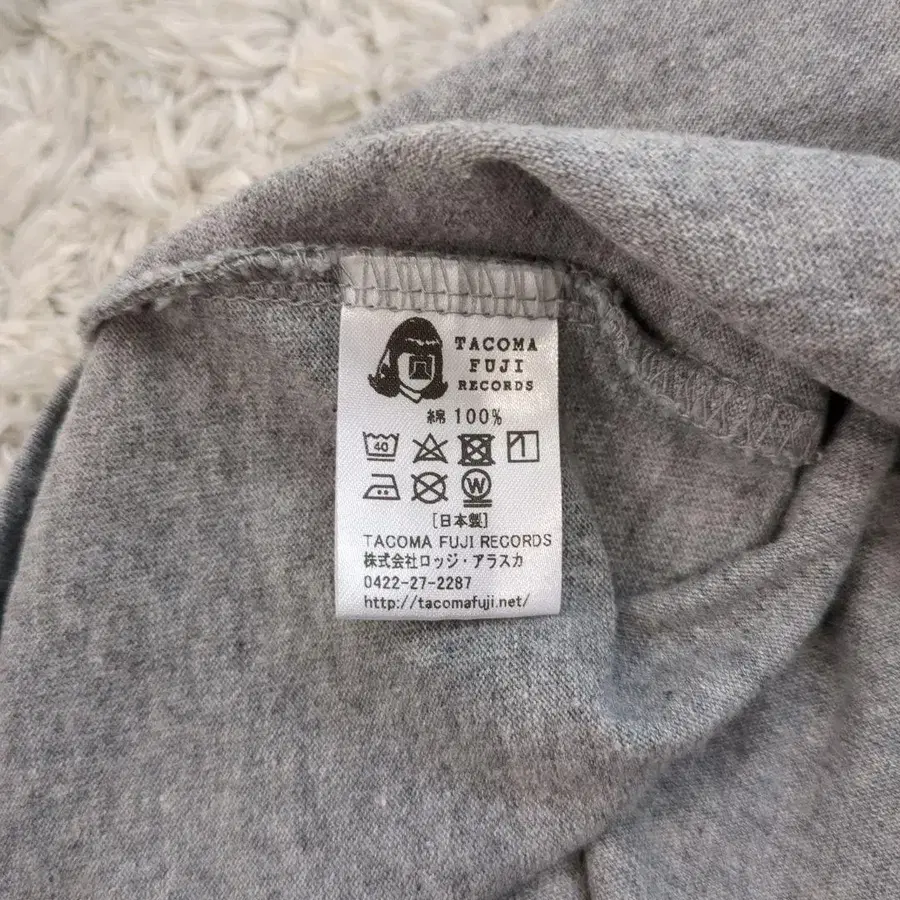 TACOMA
FUJI
RECORDS
綿 100%
40
W
[日本製]
TACOMA FUJI RECORDS
株式会社ロッジ・アラスカ
0422-27-2287
http://tacomafuji.net/